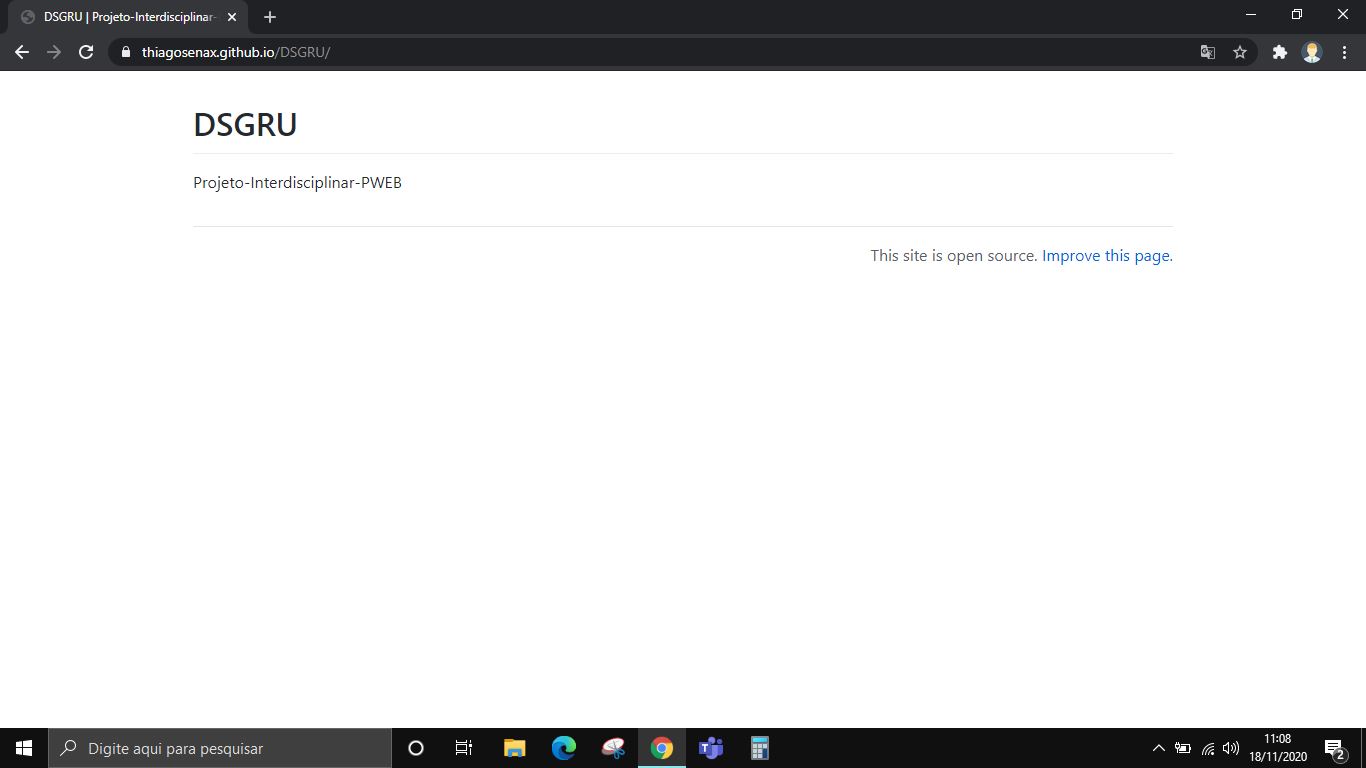 DSGRU | Projeto-Interdisciplinar-
thiagosenax.github.io/DSGRU/
DSGRU
Projeto-Interdisciplinar-PWEB
This site is open source. Improve this page.
Digite aqui para pesquisar
11:08
18/11/2020
2